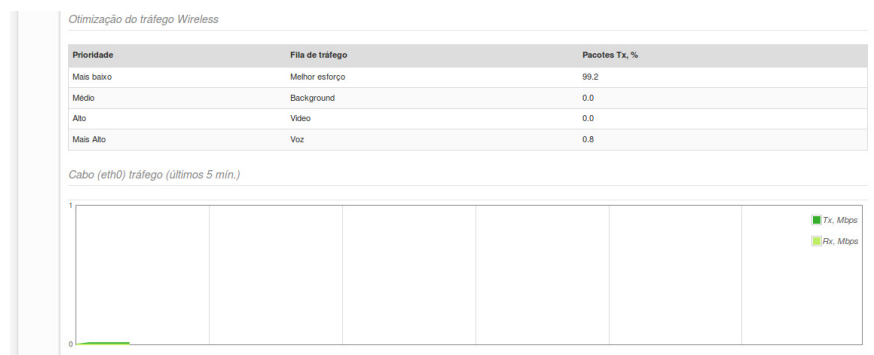 Otimização do tráfego Wireless
Prioridade Fila de tráfego Pacotes Tx, %
Mais baixo Melhor esforço 99.2
Médio Background 0.0
Alto Video 0.0
Mais Alto Voz 0.8
Cabo (eth0) tráfego (últimos 5 mín.)
1
Tx, Mbps
Rx, Mbps
0